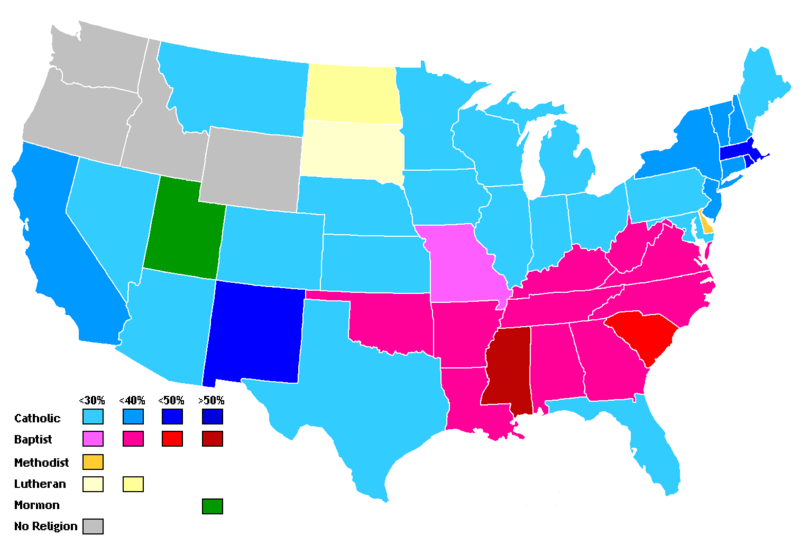 <30% <40% <50% >50%
Catholic
Baptist
Methodist
Lutheran
Mormon
No Religion